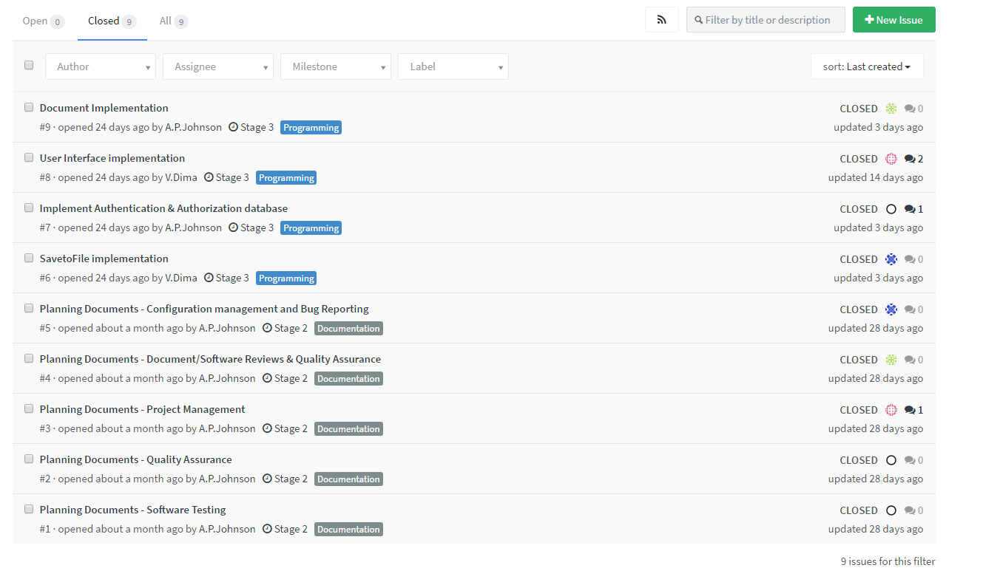 Open 0 Closed 9 All 9 Filter by title or description New Issue
Author Assignee Milestone Label sort: Last created
Document Implementation CLOSED 0
#9 · opened 24 days ago by A.P.Johnson Stage 3 Programming updated 3 days ago
User Interface implementation CLOSED 2
#8 · opened 24 days ago by V.Dima Stage 3 Programming updated 14 days ago
Implement Authentication & Authorization database CLOSED 1
#7 · opened 24 days ago by A.P.Johnson Stage 3 Programming updated 3 days ago
SavetoFile implementation CLOSED 0
#6 · opened 24 days ago by V.Dima Stage 3 Programming updated 3 days ago
Planning Documents - Configuration management and Bug Reporting CLOSED 0
#5 · opened about a month ago by A.P.Johnson Stage 2 Documentation updated 28 days ago
Planning Documents - Document/Software Reviews & Quality Assurance CLOSED 0
#4 · opened about a month ago by A.P.Johnson Stage 2 Documentation updated 28 days ago
Planning Documents - Project Management CLOSED 1
#3 · opened about a month ago by A.P.Johnson Stage 2 Documentation updated 28 days ago
Planning Documents - Quality Assurance CLOSED 0
#2 · opened about a month ago by A.P.Johnson Stage 2 Documentation updated 28 days ago
Planning Documents - Software Testing CLOSED 0
#1 · opened about a month ago by A.P.Johnson Stage 2 Documentation updated 28 days ago
9 issues for this filter